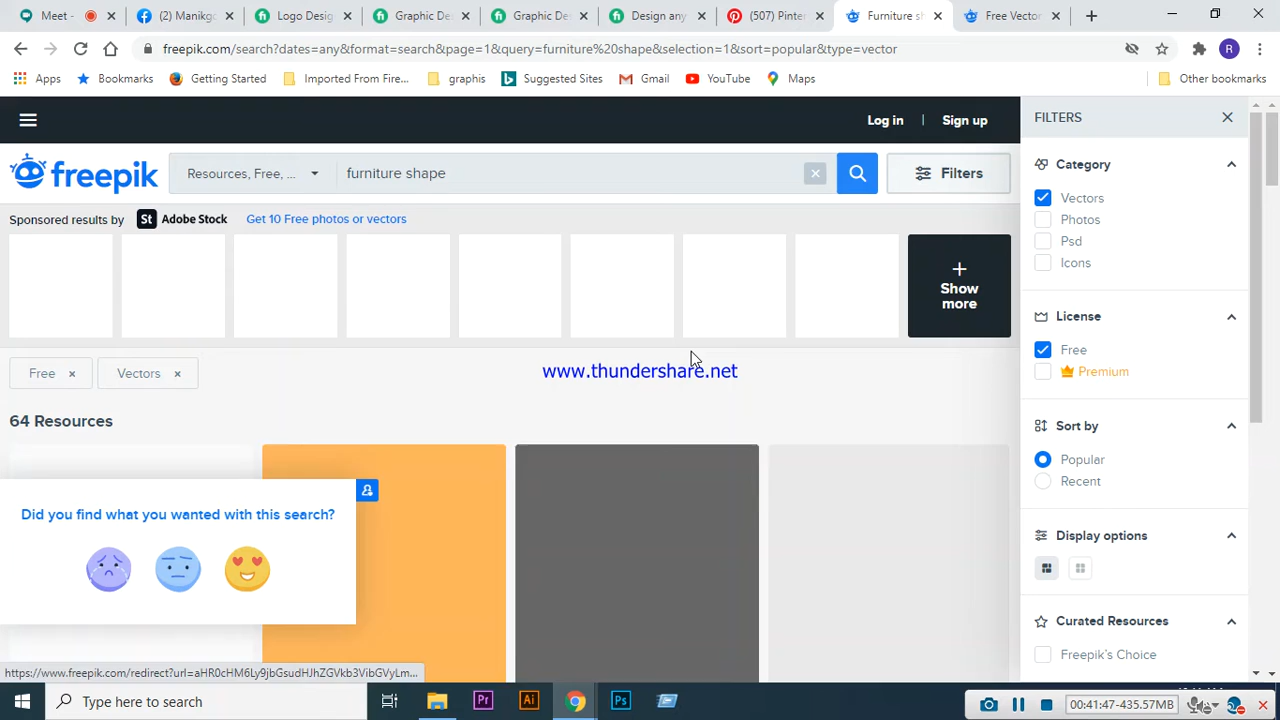 Meet -
(2) Manikg
Logo Desig
Graphic De
Graphic De
Design any
(507) Pinter
Furniture sh
Free Vector
freepik.com/search?dates=any&format=search&page=1&query=furniture%20shape&selection=1&sort=popular&type=vector
R
Apps
Bookmarks
Getting Started
Imported From Fire...
graphis
Suggested Sites
Gmail
YouTube
Maps
Other bookmarks
Log in
Sign up
FILTERS
freepik
Resources, Free, ...
furniture shape
Filters
Category
Vectors
Photos
Psd
Icons
Sponsored results by
St Adobe Stock
Get 10 Free photos or vectors
+
Show
more
License
Free
Premium
Free ×
Vectors ×
www.thundershare.net
64 Resources
Sort by
Popular
Recent
Did you find what you wanted with this search?
Display options
Curated Resources
Freepik's Choice
https://www.freepik.com/redirect?url=aHR0cHM6Ly9jbGsudHJhZGVkb3VibGVyLm...
Type here to search
Pr
Ai
Ps
00:41:47-435.57MB